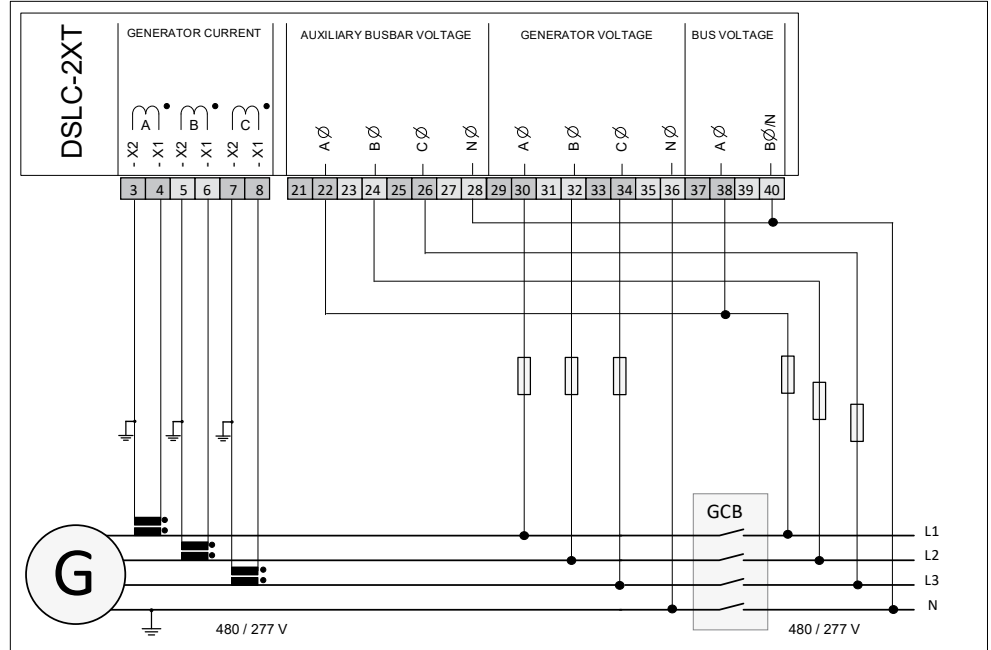 DSLC-2XT
GENERATOR CURRENT
AUXILIARY BUSBAR VOLTAGE
GENERATOR VOLTAGE
BUS VOLTAGE
A
B
C
- X2
- X1
- X2
- X1
- X2
- X1
- AØ
- BØ
- CØ
- NØ
- AØ
- BØ
- CØ
- NØ
- AØ
- BØ/N
3 4 5 6 7 8
21 22 23 24 25 26 27 28 29 30 31 32 33 34 35 36 37 38 39 40
GCB
G
L1
L2
L3
N
480 / 277 V
480 / 277 V